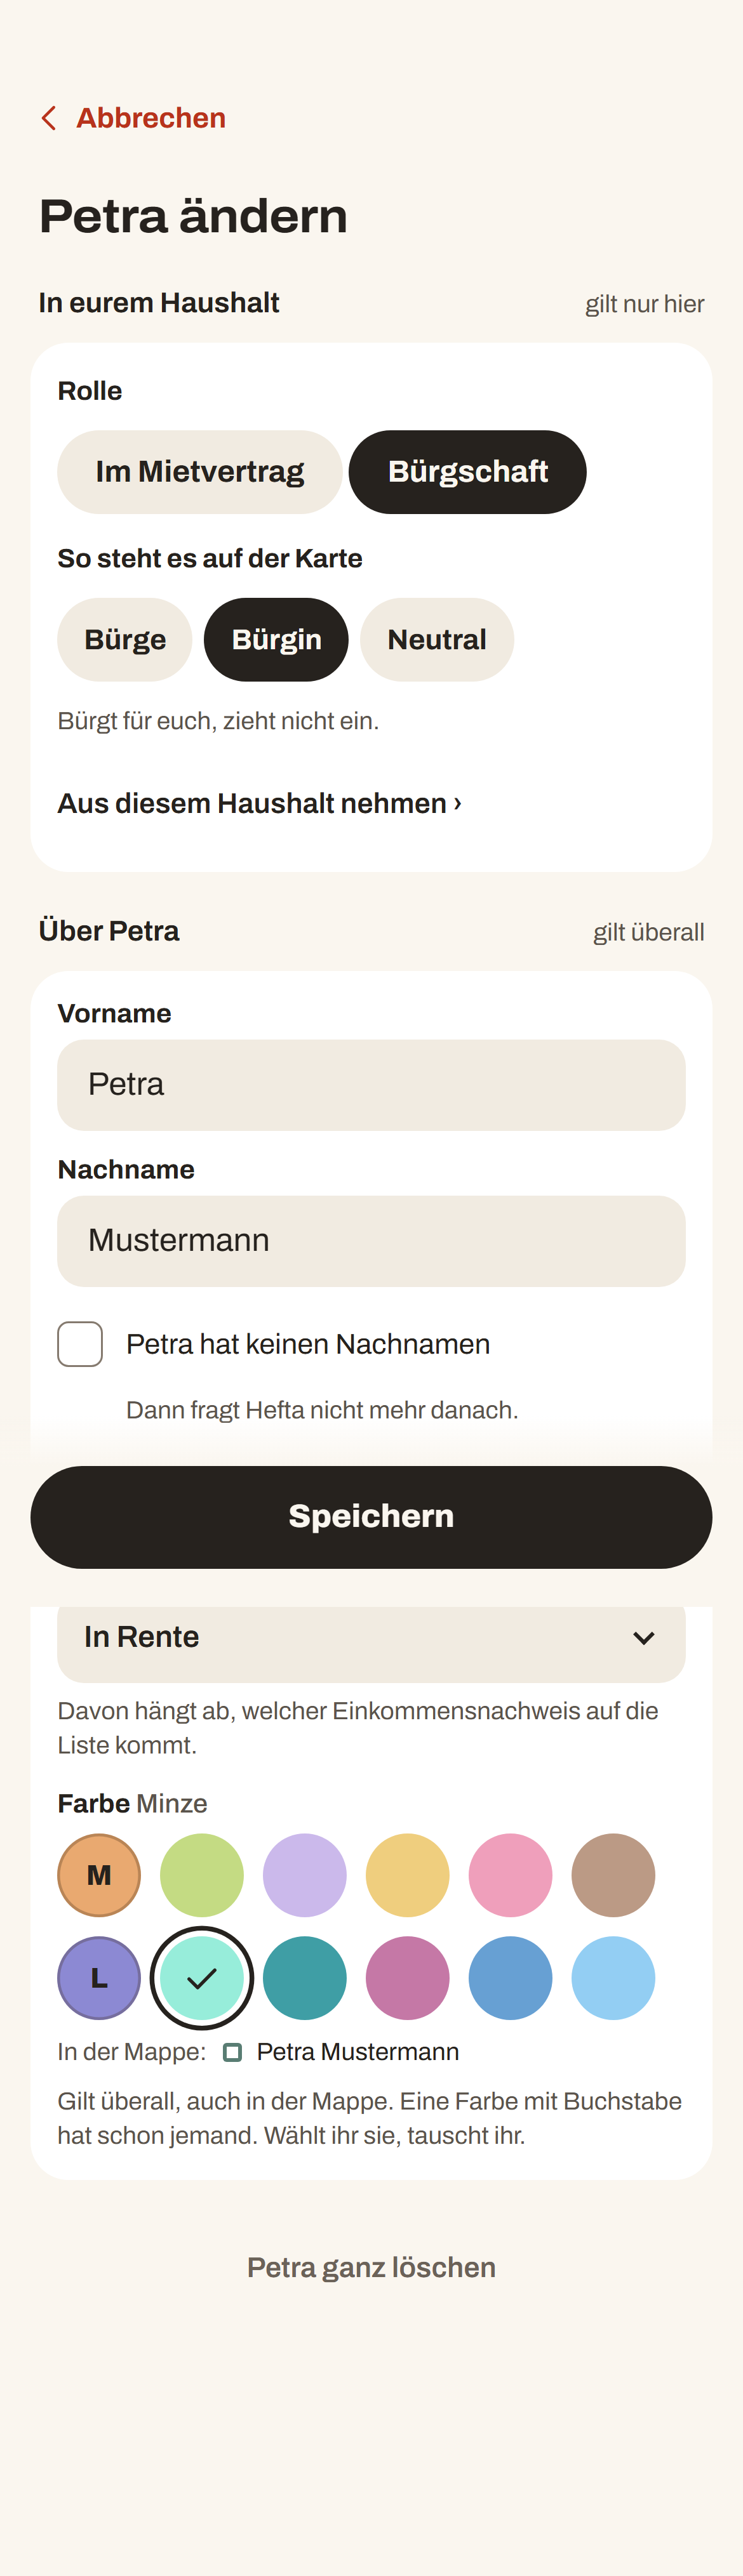 Abbrechen
Petra ändern
In eurem Haushalt
gilt nur hier
Rolle
Im Mietvertrag
Bürgschaft
So steht es auf der Karte
Bürge
Bürgin
Neutral
Bürgt für euch, zieht nicht ein.
Aus diesem Haushalt nehmen ›
Über Petra
gilt überall
Vorname
Petra
Nachname
Mustermann
Petra hat keinen Nachnamen
Dann fragt Hefta nicht mehr danach.
Speichern
In Rente
Davon hängt ab, welcher Einkommensnachweis auf die
Liste kommt.
Farbe Minze
M
L
In der Mappe: Petra Mustermann
Gilt überall, auch in der Mappe. Eine Farbe mit Buchstabe
hat schon jemand. Wählt ihr sie, tauscht ihr.
Petra ganz löschen